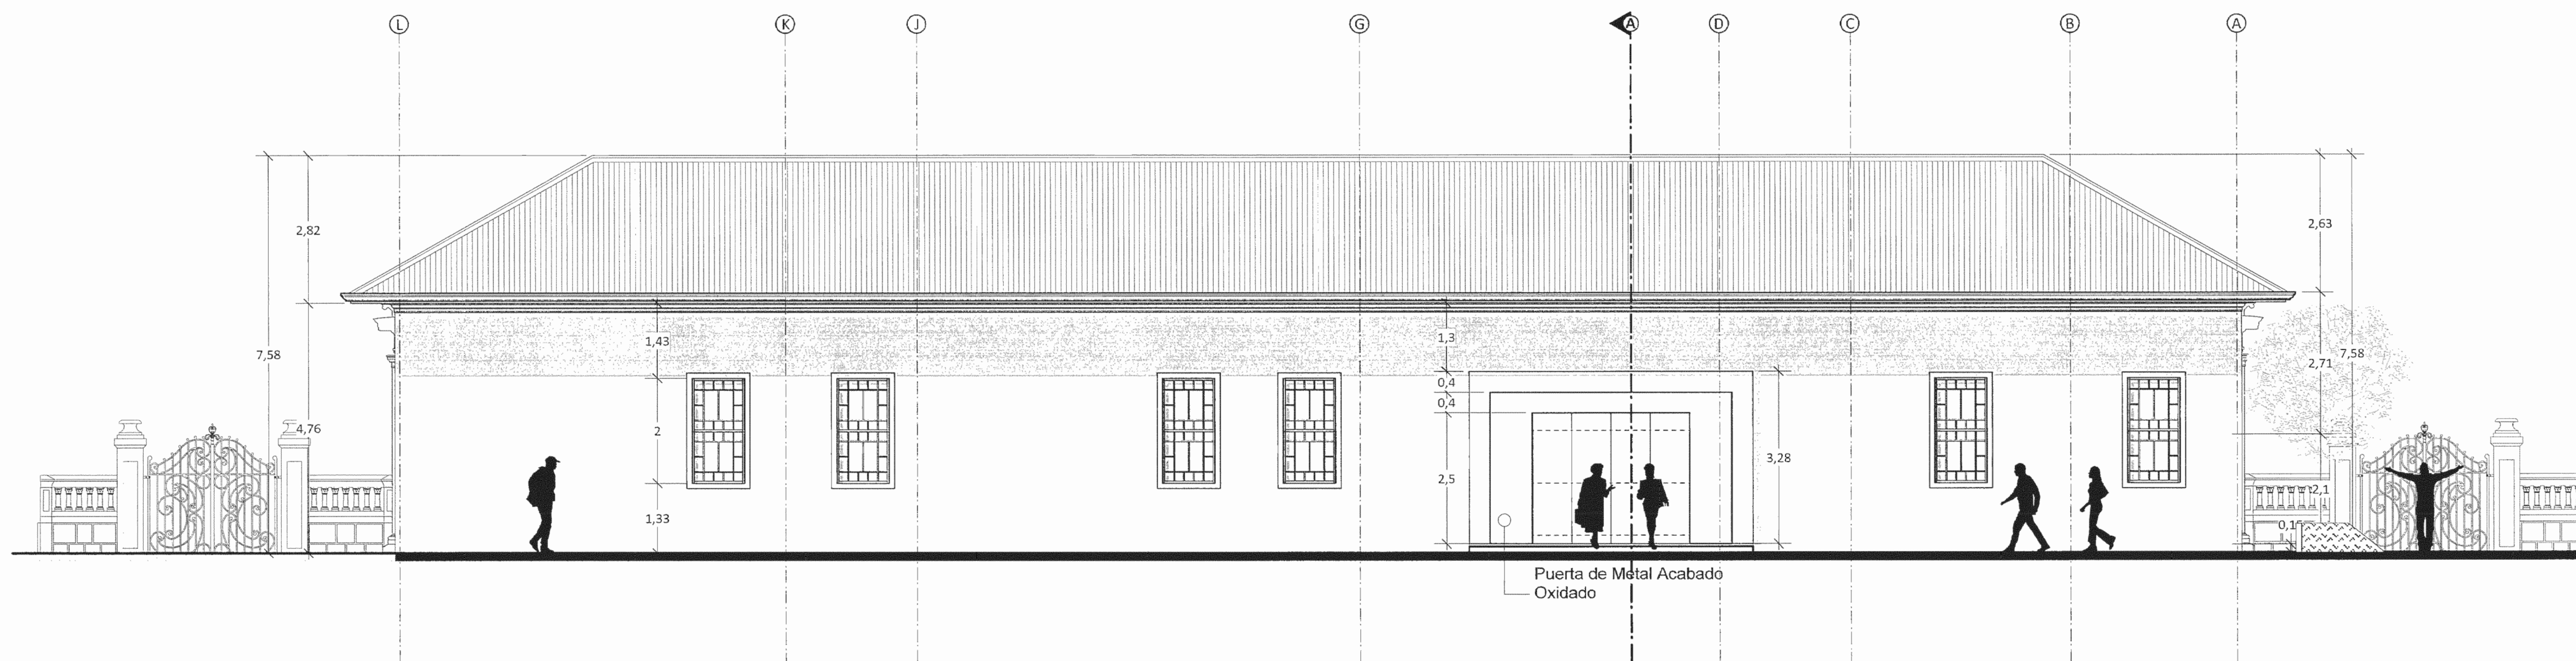 L
K
J
G
A
D
C
B
A
2,82
7,58
4,76
1,43
2
1,33
1,3
0,4
0,4
2,5
3,28
2,63
7,58
2,71
2,1
Puerta de Metal Acabado
Oxidado